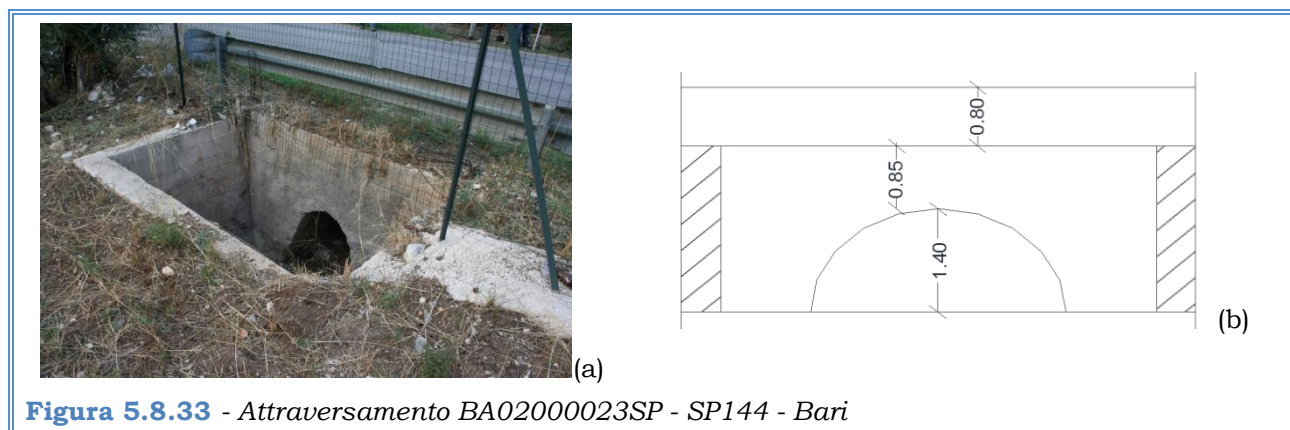 (a)
0.80
0.85
1.40
(b)
Figura 5.8.33 - Attraversamento BA02000023SP - SP144 - Bari